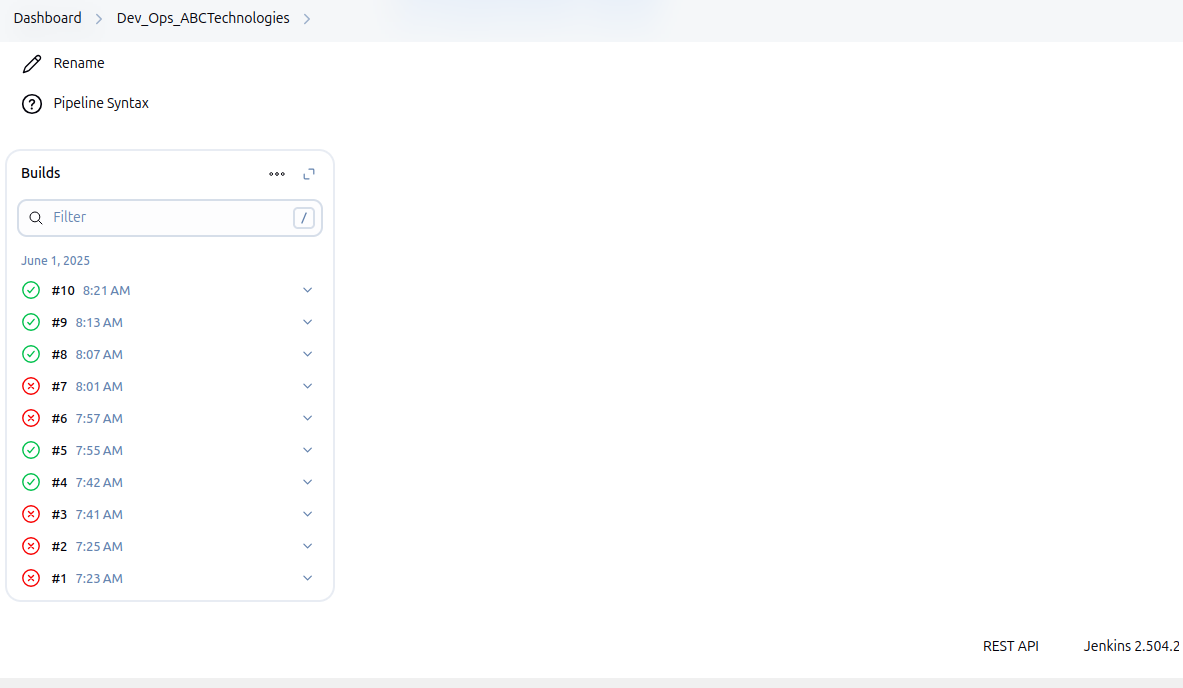 Dashboard > Dev_Ops_ABCTechnologies >
Rename
Pipeline Syntax
Builds
Filter /
June 1, 2025
#10 8:21 AM
#9 8:13 AM
#8 8:07 AM
#7 8:01 AM
#6 7:57 AM
#5 7:55 AM
#4 7:42 AM
#3 7:41 AM
#2 7:25 AM
#1 7:23 AM
REST API Jenkins 2.504.2